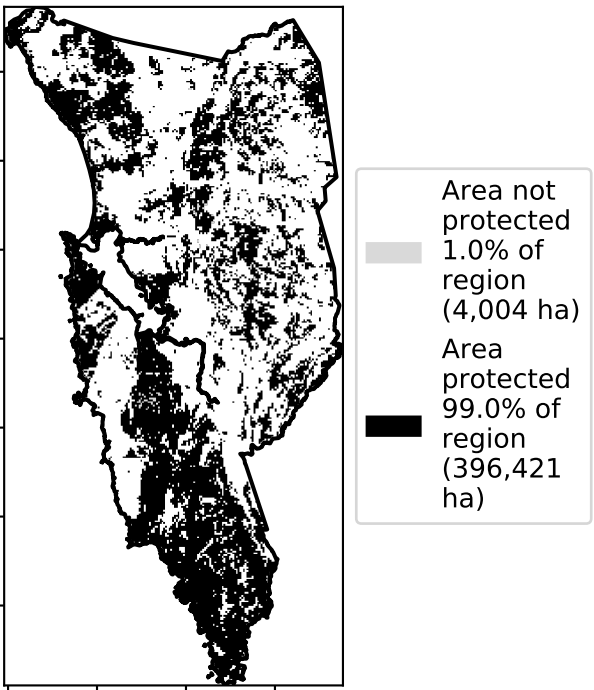 Area not
protected
1.0% of
region
(4,004 ha)
Area
protected
99.0% of
region
(396,421
ha)